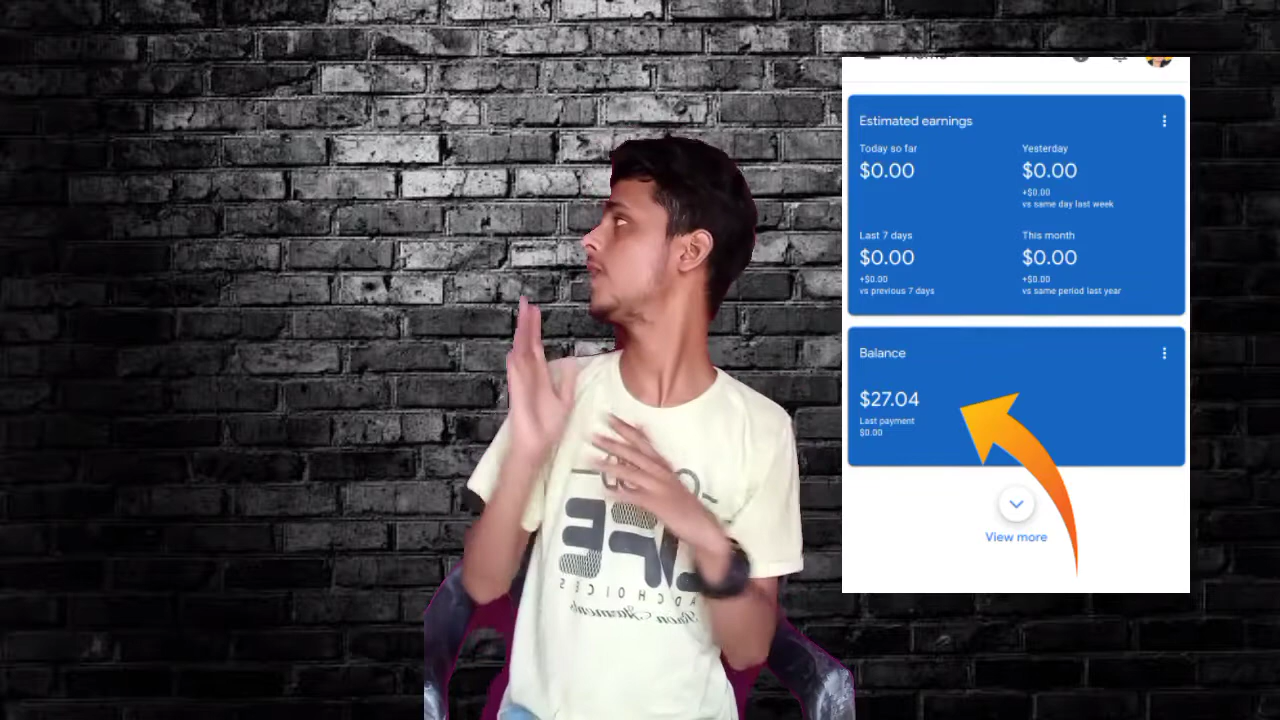 Estimated earnings
Today so far
$0.00
Yesterday
$0.00
+$0.00
vs same day last week
Last 7 days
$0.00
+$0.00
vs previous 7 days
This month
$0.00
+$0.00
vs same period last year
Balance
$27.04
Last payment
$0.00
View more
LIFE
ADCHOICES